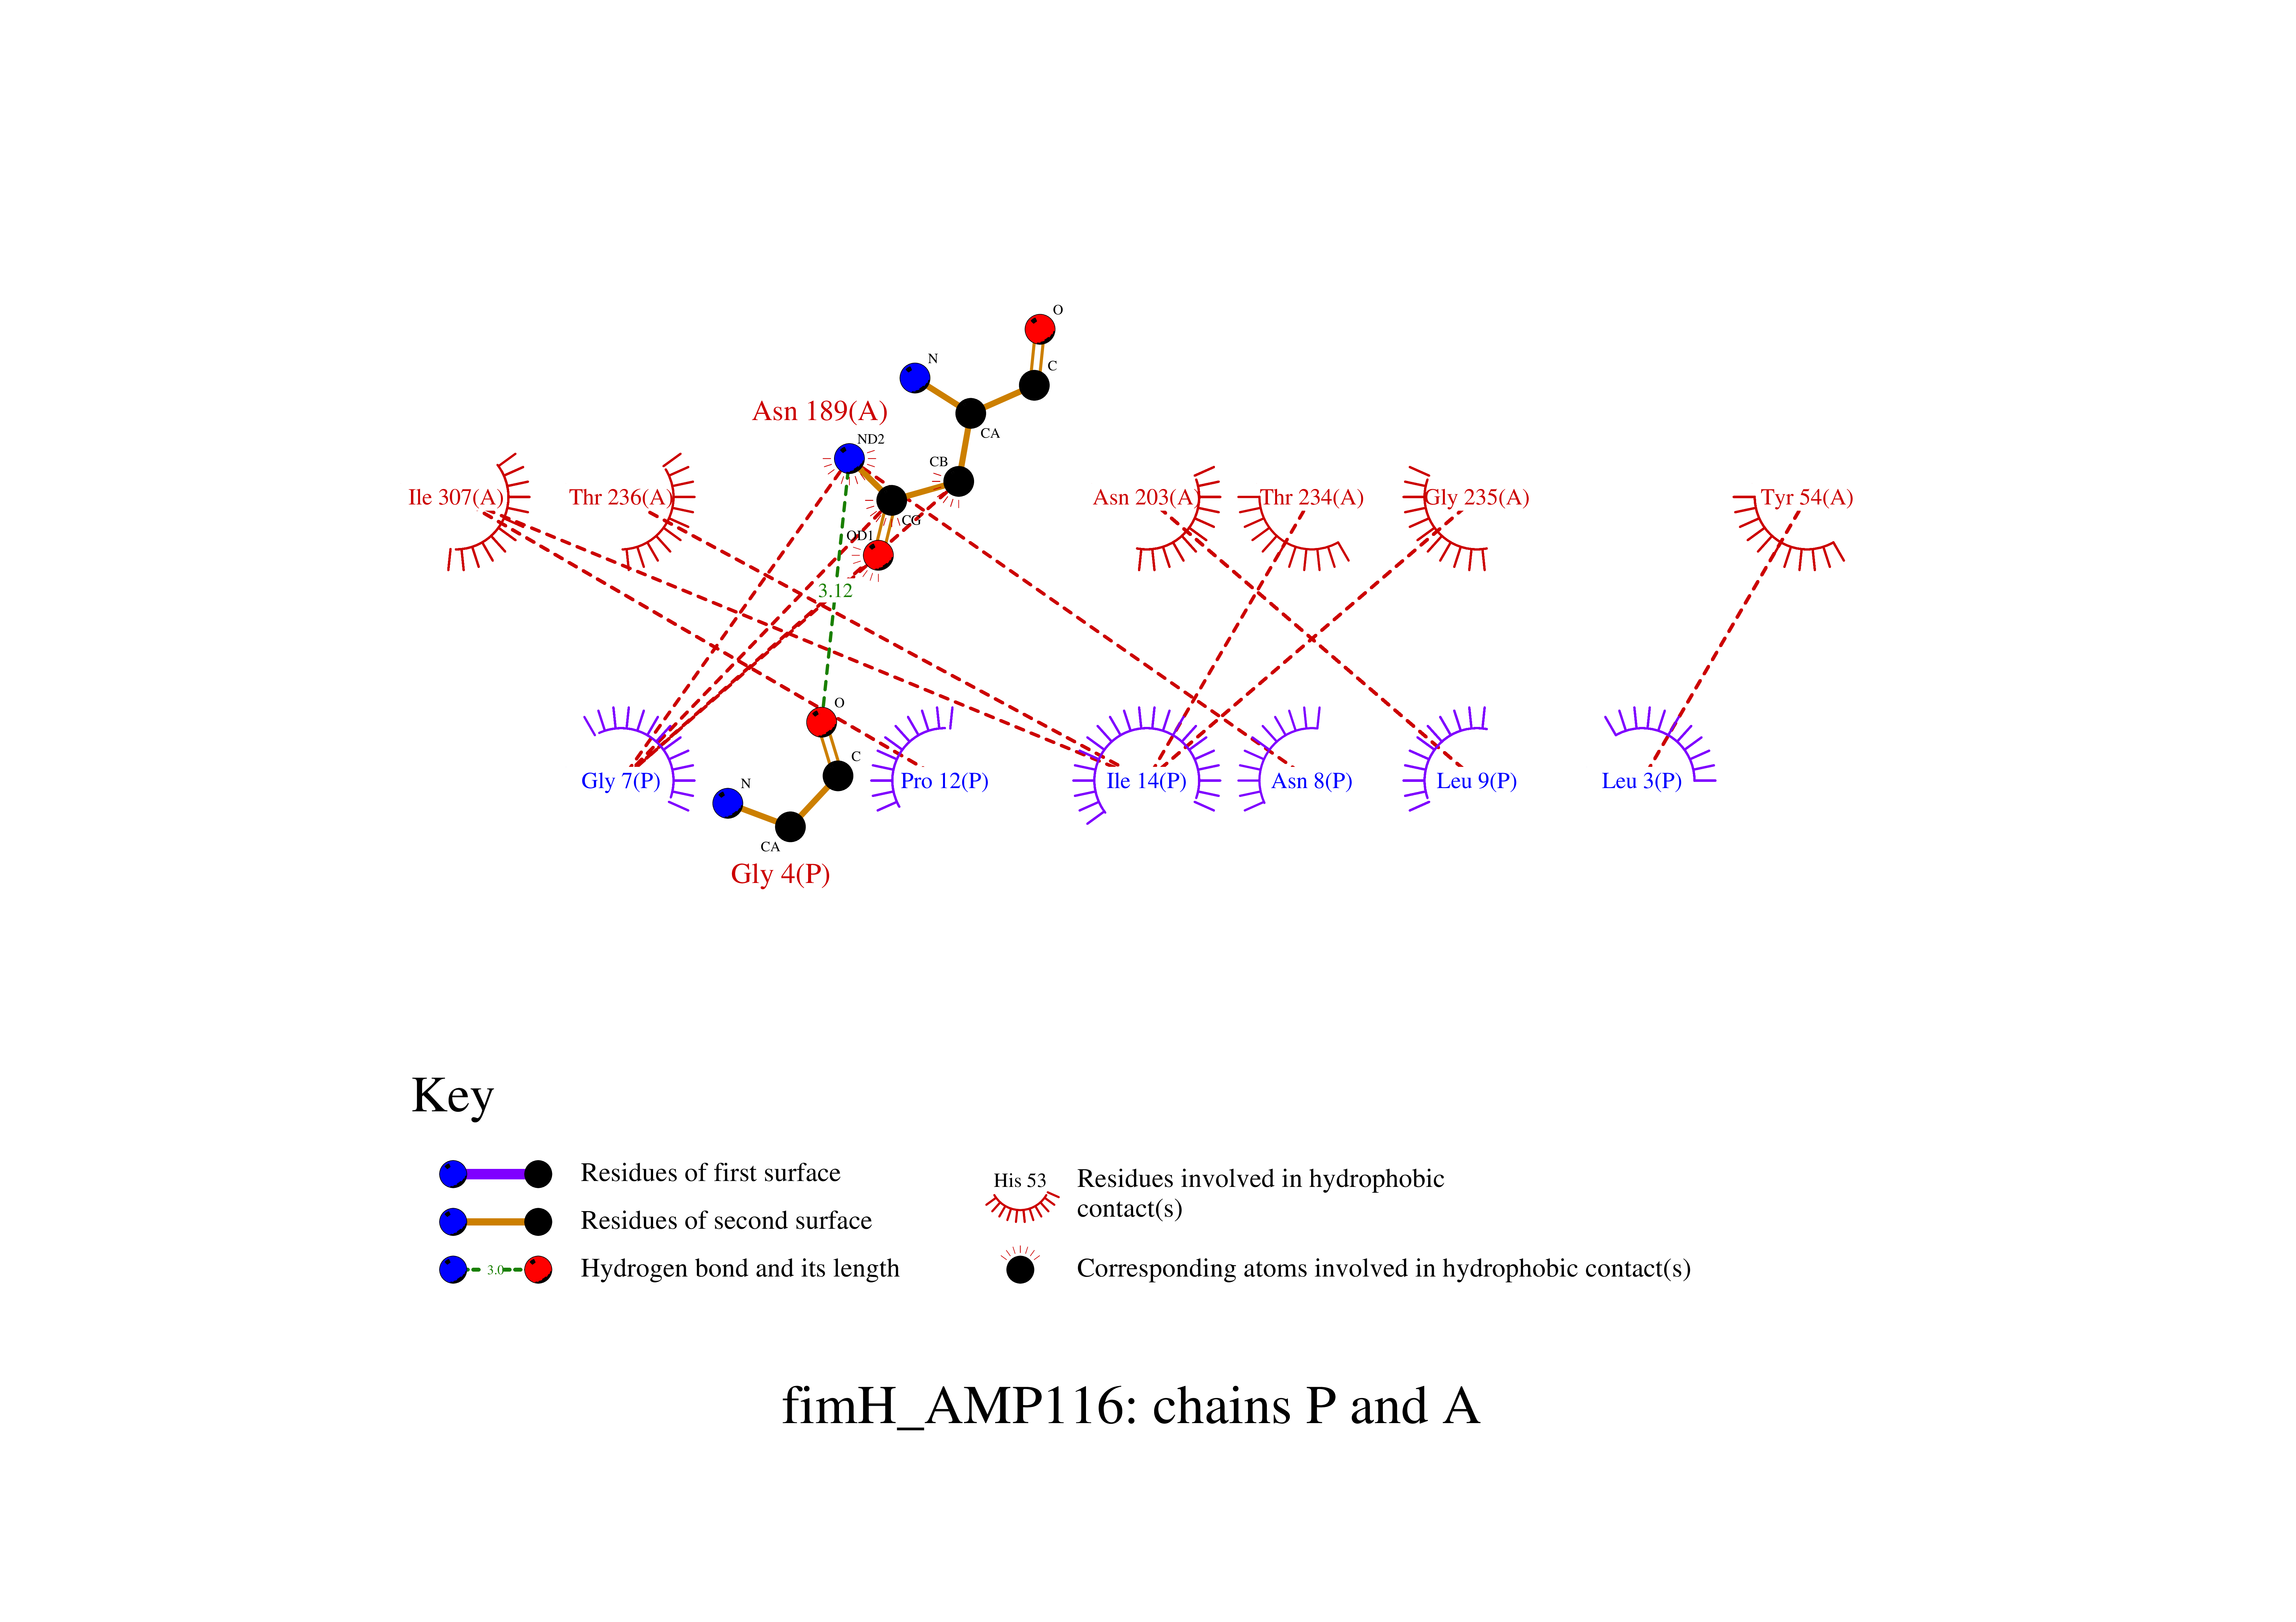 O
N
C
Asn 189(A)
CA
ND2
CB
Ile 307(A) Thr 236(A) Asn 203(A) Thr 234(A) Gly 235(A) Tyr 54(A)
CG
OD1
3.12
O
C
Gly 7(P) Pro 12(P) Ile 14(P) Asn 8(P) Leu 9(P) Leu 3(P)
N
CA
Gly 4(P)
Key
Residues of first surface
Residues of second surface
3.0 Hydrogen bond and its length
His 53 Residues involved in hydrophobic
contact(s)
Corresponding atoms involved in hydrophobic contact(s)
fimH_AMP116: chains P and A